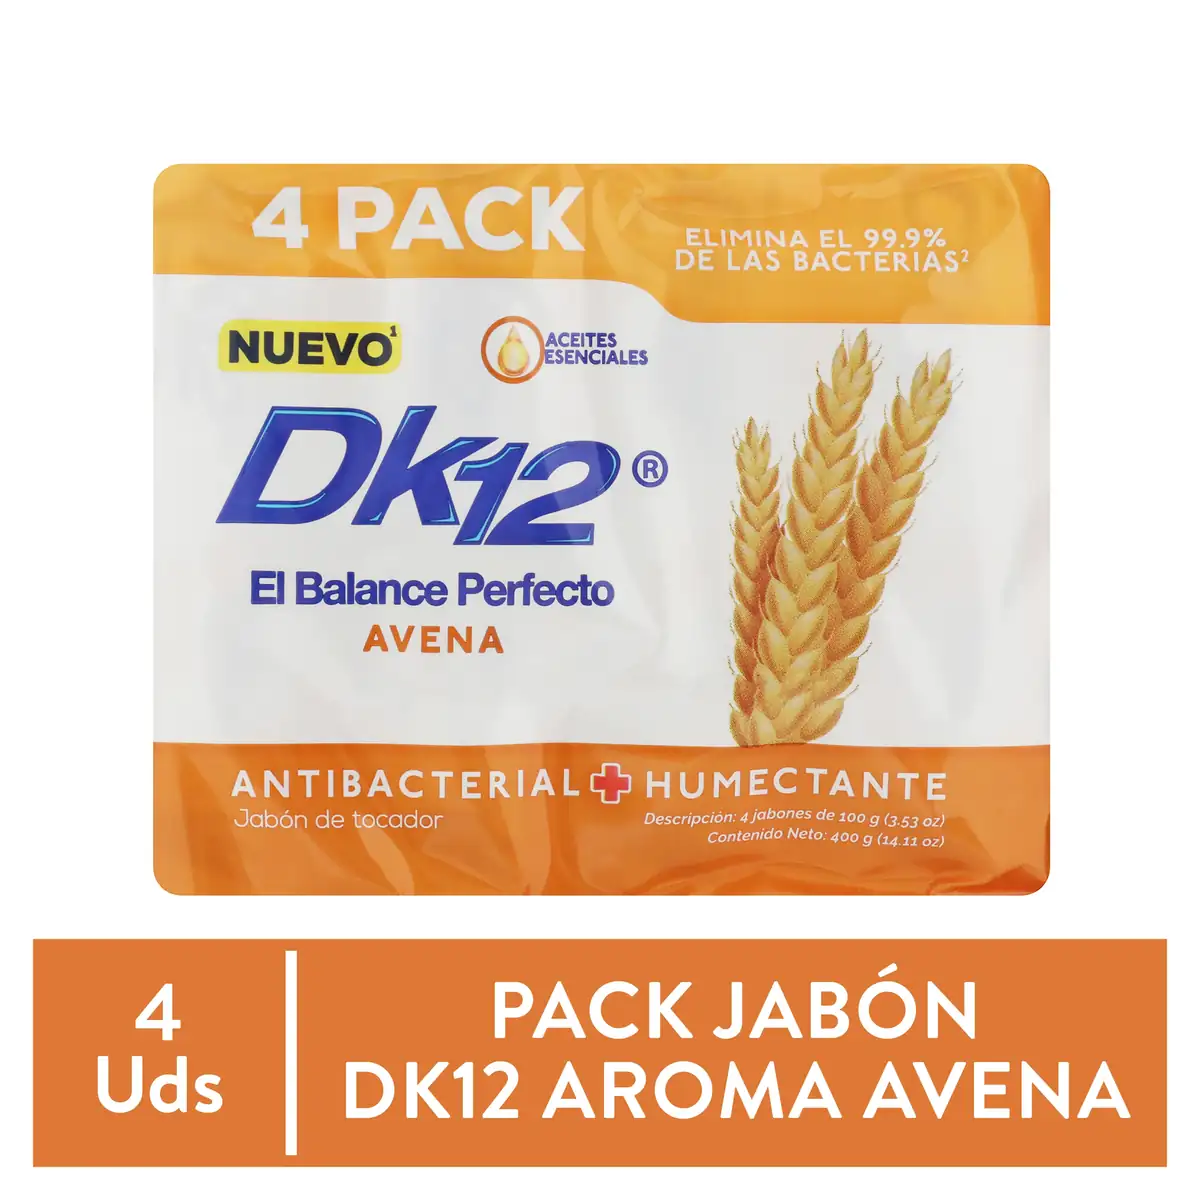 4 PACK
ELIMINA EL 99.9%
DE LAS BACTERIAS²
NUEVO¹
ACEITES
ESENCIALES
DK12®
El Balance Perfecto
AVENA
ANTIBACTERIAL + HUMECTANTE
Jabón de tocador
Descripción: 4 jabones de 100 g (3.53 oz)
Contenido Neto: 400 g (14.11 oz)
4
Uds
PACK JABÓN
DK12 AROMA AVENA